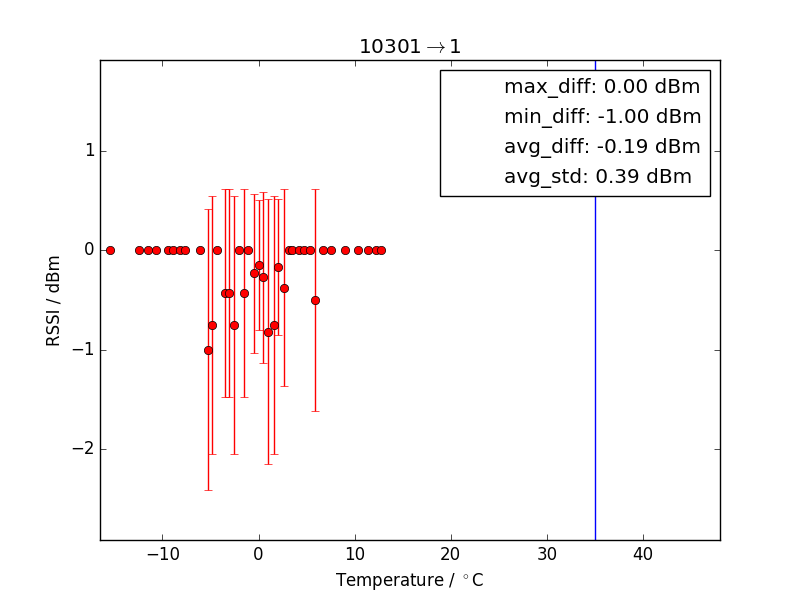 10301→1
max_diff: 0.00 dBm
min_diff: -1.00 dBm
avg_diff: -0.19 dBm
avg_std: 0.39 dBm
RSSI / dBm
1
0
−1
−2
−10 0 10 20 30 40
Temperature / °C